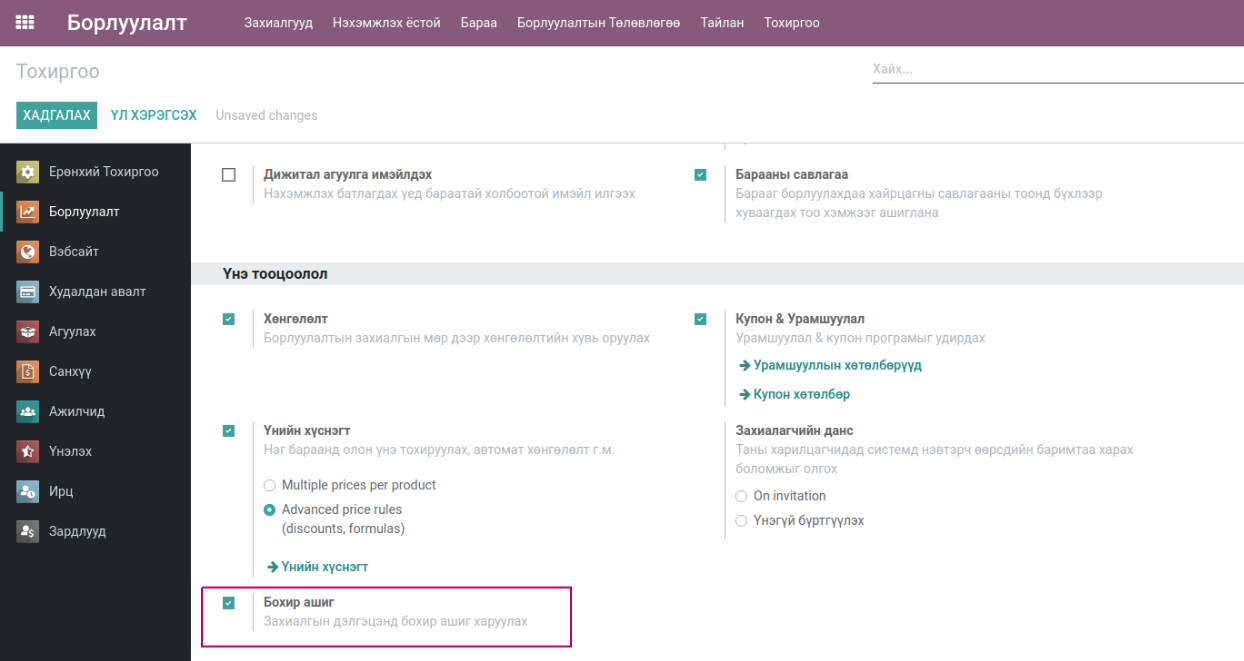 Борлуулалт
Захиалгууд Нэхэмжлэх ёстой Бараа Борлуулалтын Төлөвлөгөө Тайлан Тохиргоо
Тохиргоо
Хайх...
ХАДГАЛАХ ҮЛ ХЭРЭГСЭХ Unsaved changes
Ерөнхий Тохиргоо
Борлуулалт
Вэбсайт
Худалдан авалт
Агуулах
Санхүү
Ажилчид
Үнэлэх
Ирц
Зардлууд
Дижитал агуулга имэйлдэх
Нэхэмжлэх батлагдах үед бараатай холбоотой имэйл илгээх
Барааны савлагаа
Барааг борлуулахдаа хайрцагны савлагааны тоонд бүхлээр
хуваагдах тоо хэмжээг ашиглана
Үнэ тооцоолол
Хөнгөлөлт
Борлуулалтын захиалгын мөр дээр хөнгөлөлтийн хувь оруулах
Купон & Урамшуулал
Урамшуулал & купон програмыг удирдах
Урамшууллын хөтөлбөрүүд
Купон хөтөлбөр
Үнийн хүснэгт
Нэг бараанд олон үнэ тохируулах, автомат хөнгөлөлт г.м.
Multiple prices per product
Advanced price rules
(discounts, formulas)
Үнийн хүснэгт
Захиалагчийн данс
Таны харилцагчидад системд нэвтэрч өөрсдийн баримтаа харах
боломжыг олгох
On invitation
Үнэгүй бүртгүүлэх
Бохир ашиг
Захиалгын дэлгэцэнд бохир ашиг харуулах